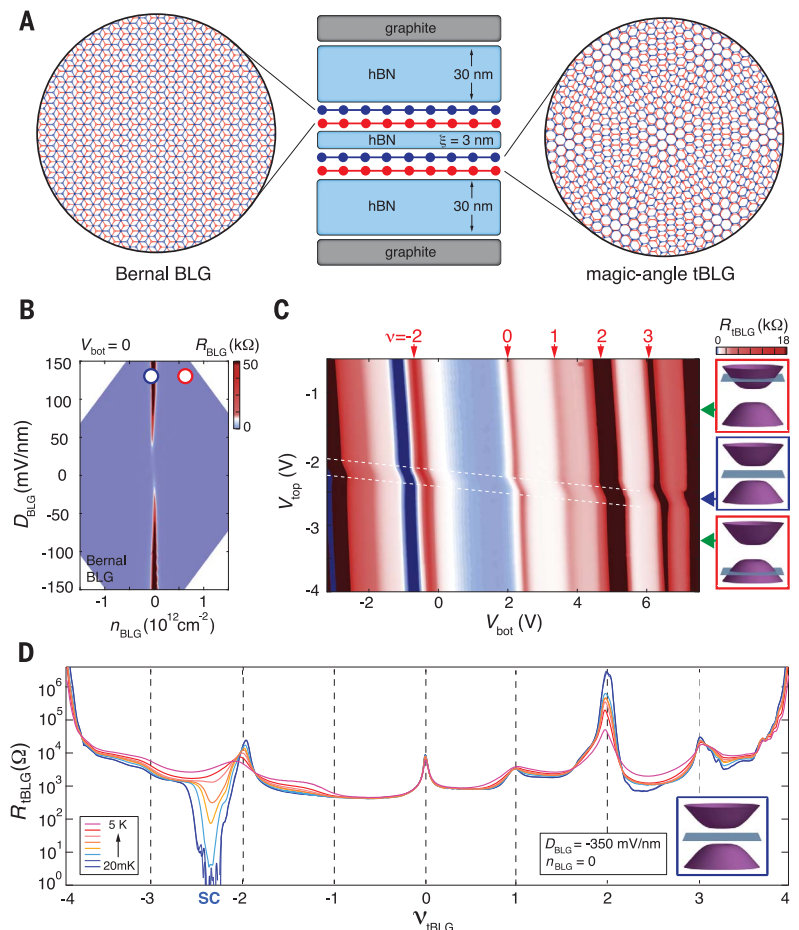 A
graphite
hBN
30 nm
hBN
ξ = 3 nm
hBN
30 nm
graphite
Bernal BLG
magic-angle tBLG
B
V_bot = 0
R_BLG (kΩ)
50
0
150
100
50
0
-50
-100
-150
D_BLG (mV/nm)
Bernal
BLG
-1
0
1
n_BLG (10^12 cm^-2)
C
ν=-2
0
1
2
3
R_tBLG (kΩ)
0
18
-1
-2
-3
-4
V_top (V)
-2
0
2
4
6
V_bot (V)
D
10^6
10^5
10^4
10^3
10^2
10^1
10^0
R_tBLG (Ω)
5 K
20mK
SC
D_BLG = -350 mV/nm
n_BLG = 0
-4
-3
-2
-1
0
1
2
3
4
ν_tBLG